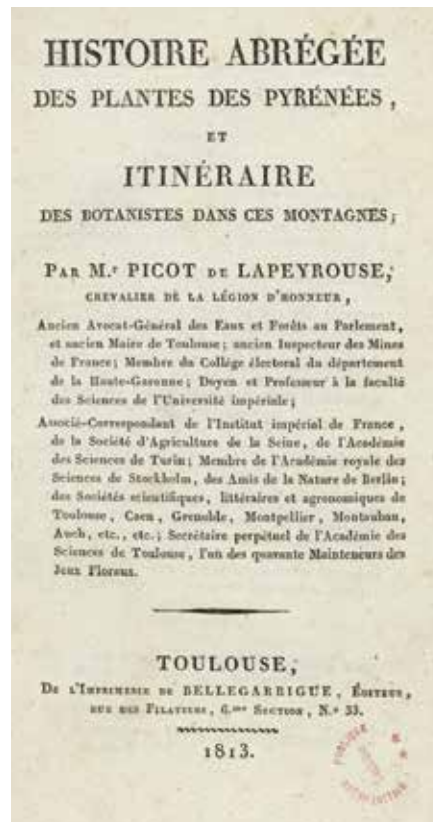 HISTOIRE ABRÉGÉE
DES PLANTES DES PYRÉNÉES,
ET
ITINÉRAIRE
DES BOTANISTES DANS CES MONTAGNES;
PAR M.r PICOT DE LAPEYROUSE,
CHEVALIER DE LA LÉGION D'HONNEUR,
Ancien Avocat-Général des Eaux et Forêts au Parlement,
et ancien Maire de Toulouse; ancien Inspecteur des Mines
de France; Membre du Collége électoral du département
de la Haute-Garonne; Doyen et Professeur à la faculté
des Sciences de l'Université impériale;
Associé-Correspondant de l'Institut impérial de France,
de la Société d'Agriculture de la Seine, de l'Académie
des Sciences de Turin; Membre de l'Académie royale des
Sciences de Stockholm, des Amis de la Nature de Berlin;
des Sociétés scientifiques, littéraires et agronomiques de
Toulouse, Caen, Grenoble, Montpellier, Montauban,
Auch, etc., etc.; Secrétaire perpétuel de l'Académie des
Sciences de Toulouse, l'un des quarante Mainteneurs des
Jeux Floraux.
TOULOUSE,
DE L'IMPRIMERIE DE BELLEGARRIGUE, ÉDITEUR,
RUE DES FILATIERS, 6.me SECTION, N.o 33.
1813.